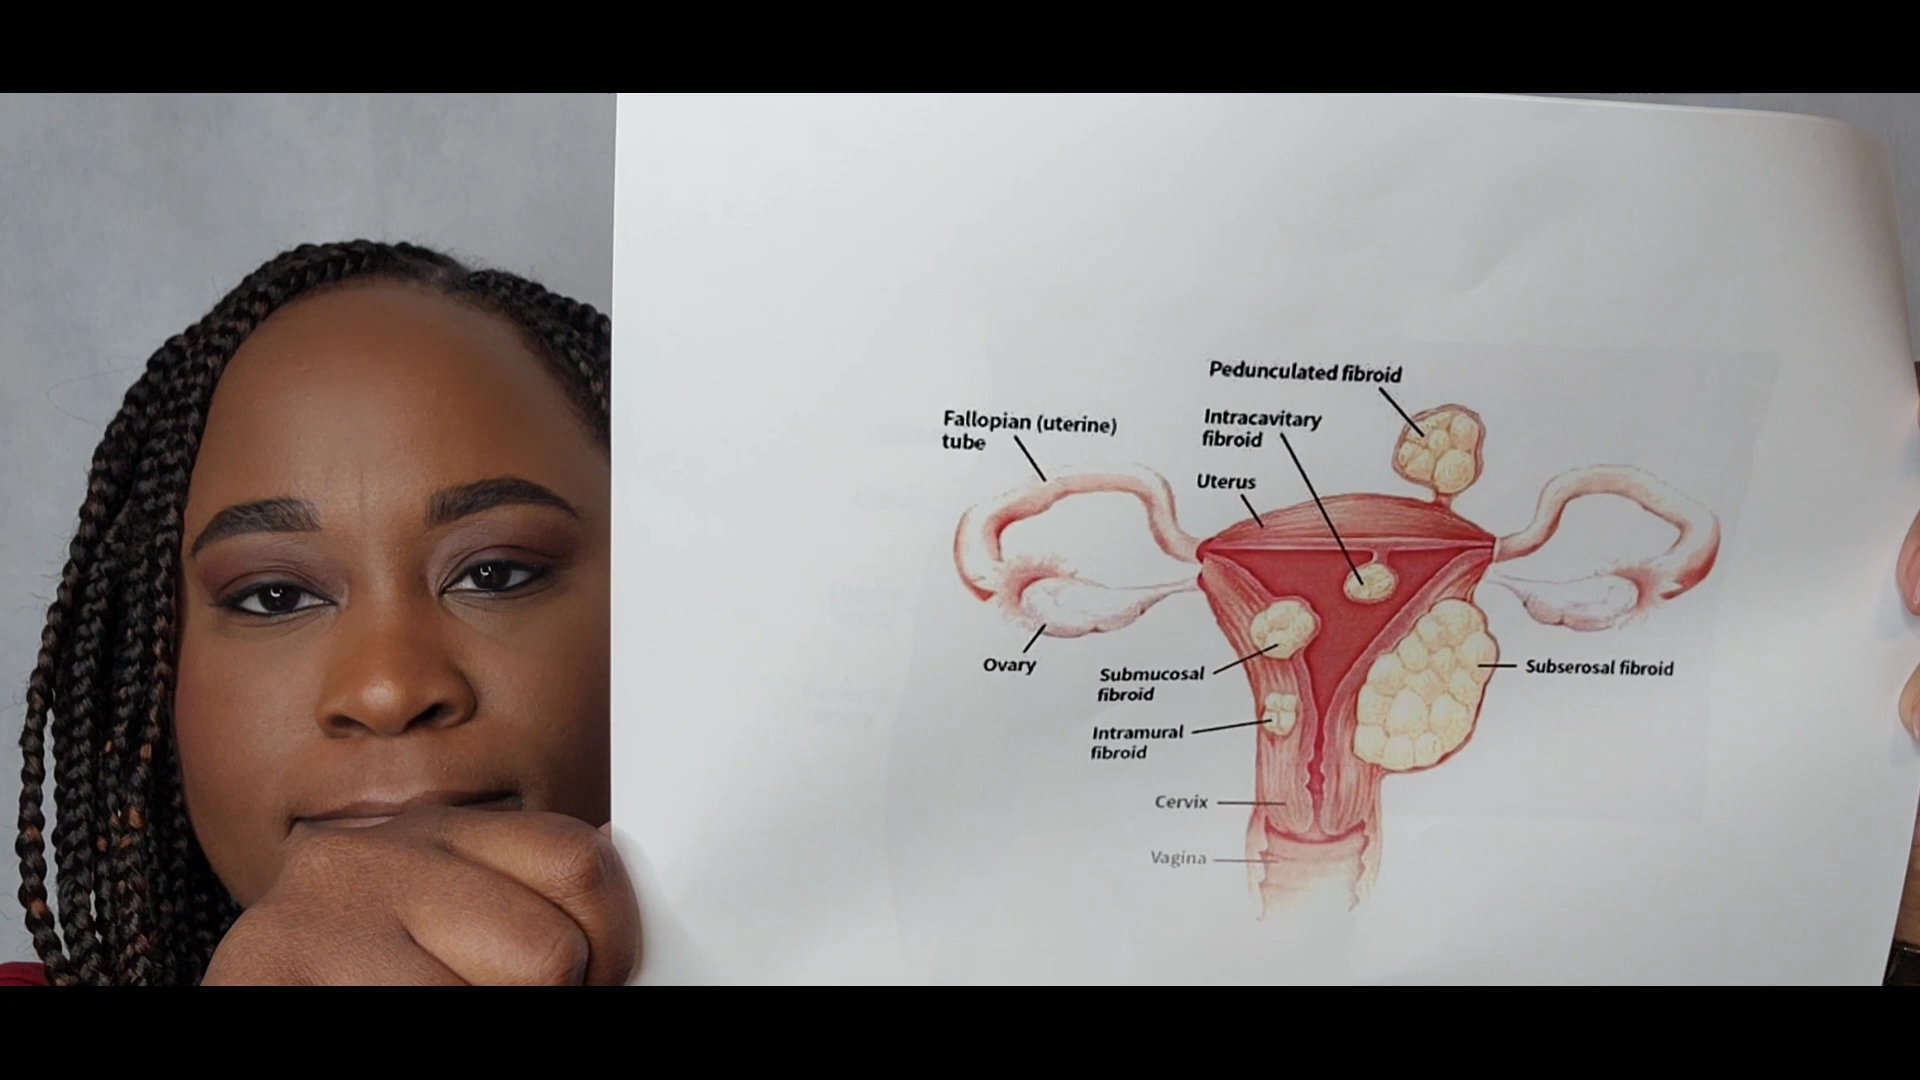 Pedunculated fibroid
Intracavitary
fibroid
Fallopian (uterine)
tube
Uterus
Ovary
Submucosal
fibroid
Subserosal fibroid
Intramural
fibroid
Cervix
Vagina